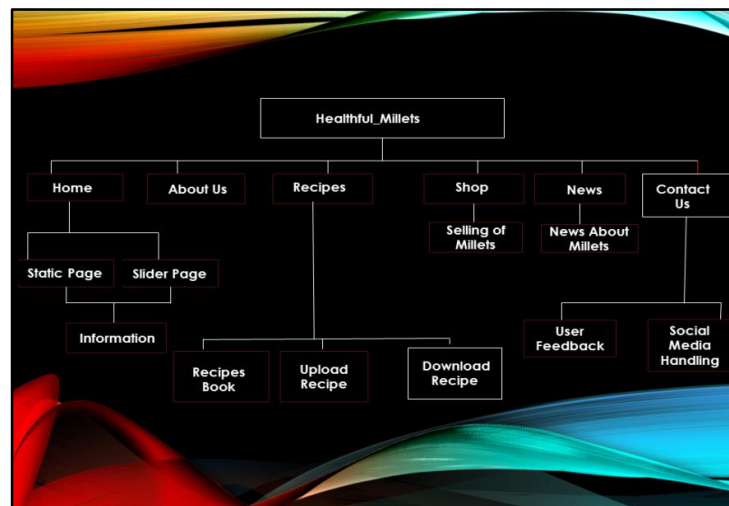 Healthful_Millets
Home
About Us
Recipes
Shop
News
Contact
Us
Selling of
Millets
News About
Millets
Static Page
Slider Page
Information
User
Feedback
Social
Media
Handling
Recipes
Book
Upload
Recipe
Download
Recipe